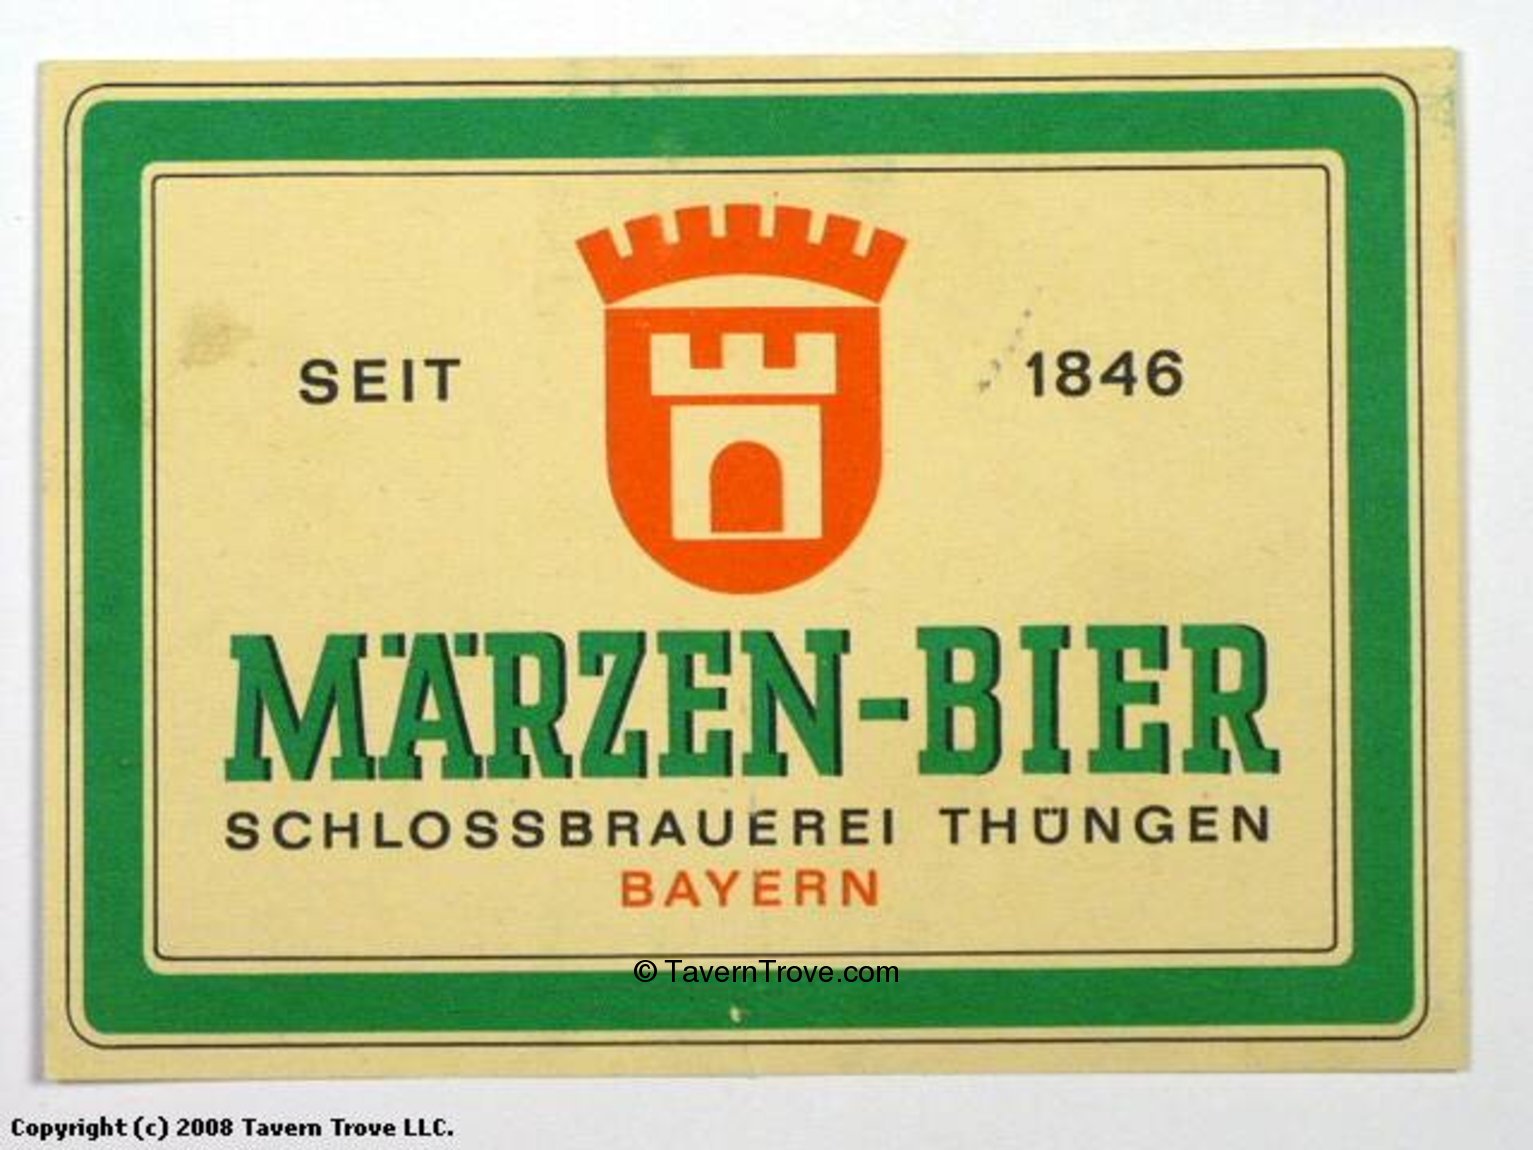 SEIT 1846
MÄRZEN-BIER
SCHLOSSBRAUEREI THÜNGEN
BAYERN
© TavernTrove.com
Copyright (c) 2008 Tavern Trove LLC.